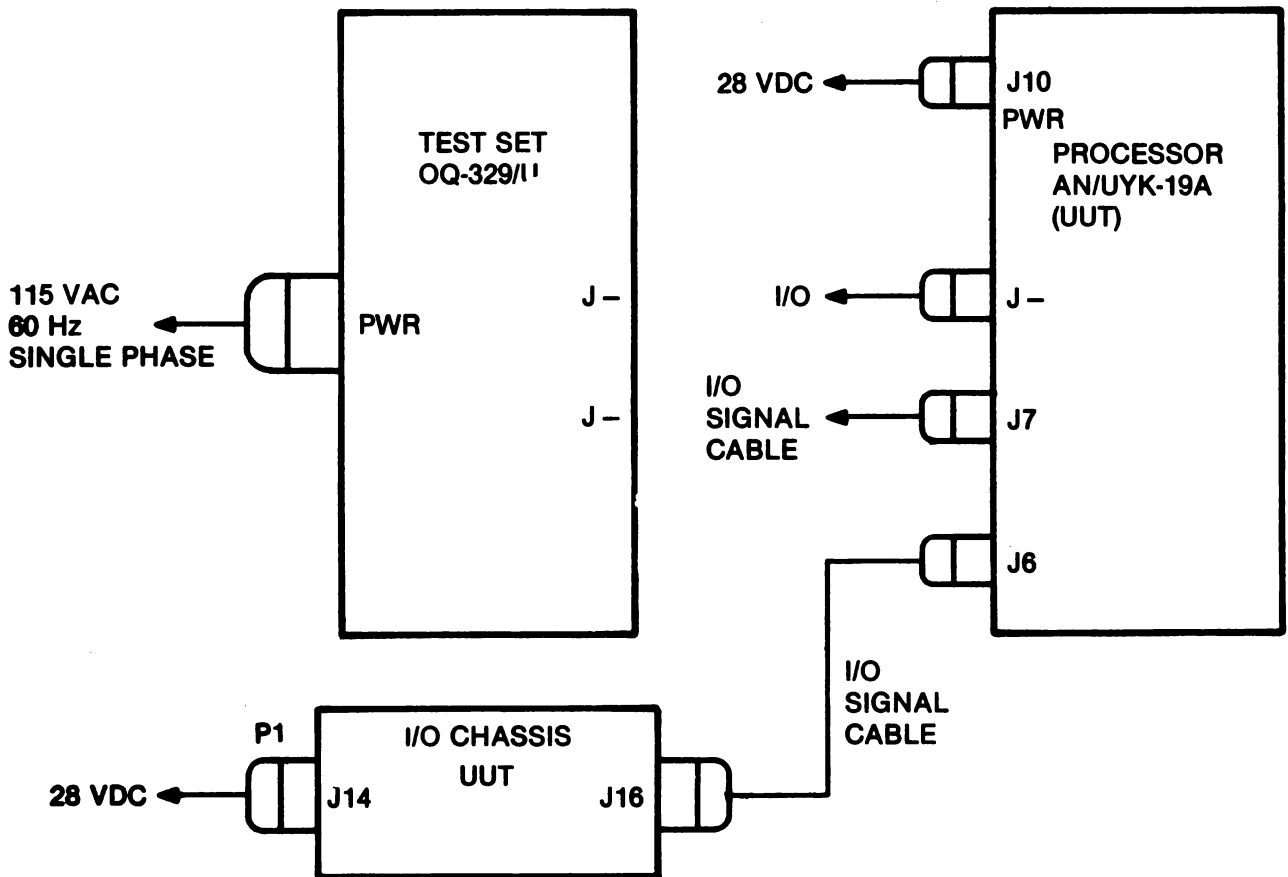 TEST SET
OQ-329/U
115 VAC
60 Hz
SINGLE PHASE
PWR
J –
J –
28 VDC
J10
PWR
PROCESSOR
AN/UYK-19A
(UUT)
I/O
J –
I/O
SIGNAL
CABLE
J7
J6
I/O
SIGNAL
CABLE
P1
I/O CHASSIS
UUT
28 VDC
J14
J16